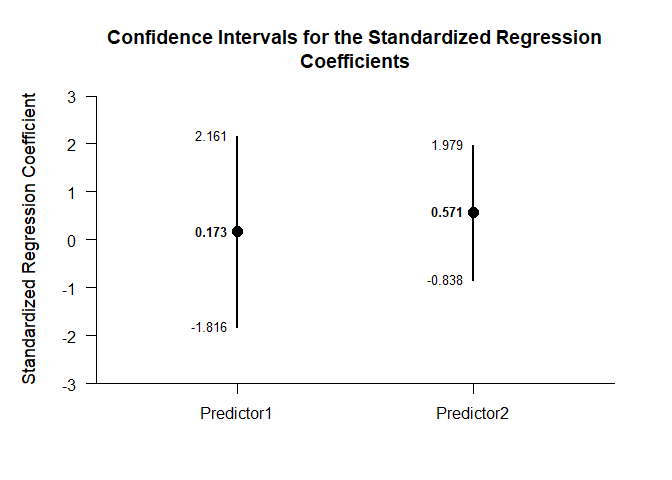 Confidence Intervals for the Standardized Regression
Coefficients
Standardized Regression Coefficient
3
2
1
0
-1
-2
-3
2.161
0.173
-1.816
1.979
0.571
-0.838
Predictor1
Predictor2